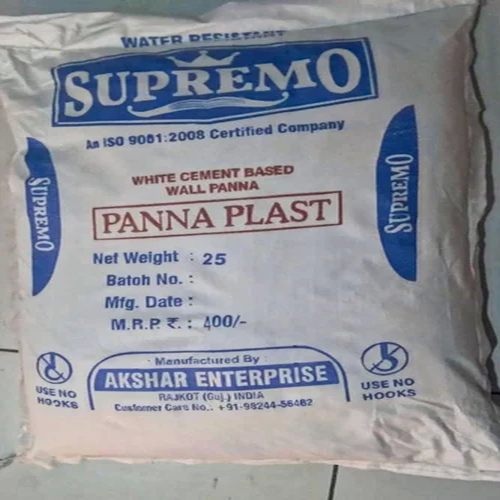 WATER RESISTANT
SUPREMO
An ISO 9001:2008 Certified Company
WHITE CEMENT BASED
WALL PANNA
PANNA PLAST
SUPREMO
SUPREMO
Net Weight : 25
Batoh No. :
Mfg. Date :
M.R.P. ₹. : 400/-
Manufactured By
AKSHAR ENTERPRISE
RAJKOT (Guj.) INDIA
Customer Care No.: +91-98244-56462
USE NO
HOOKS
USE NO
HOOKS